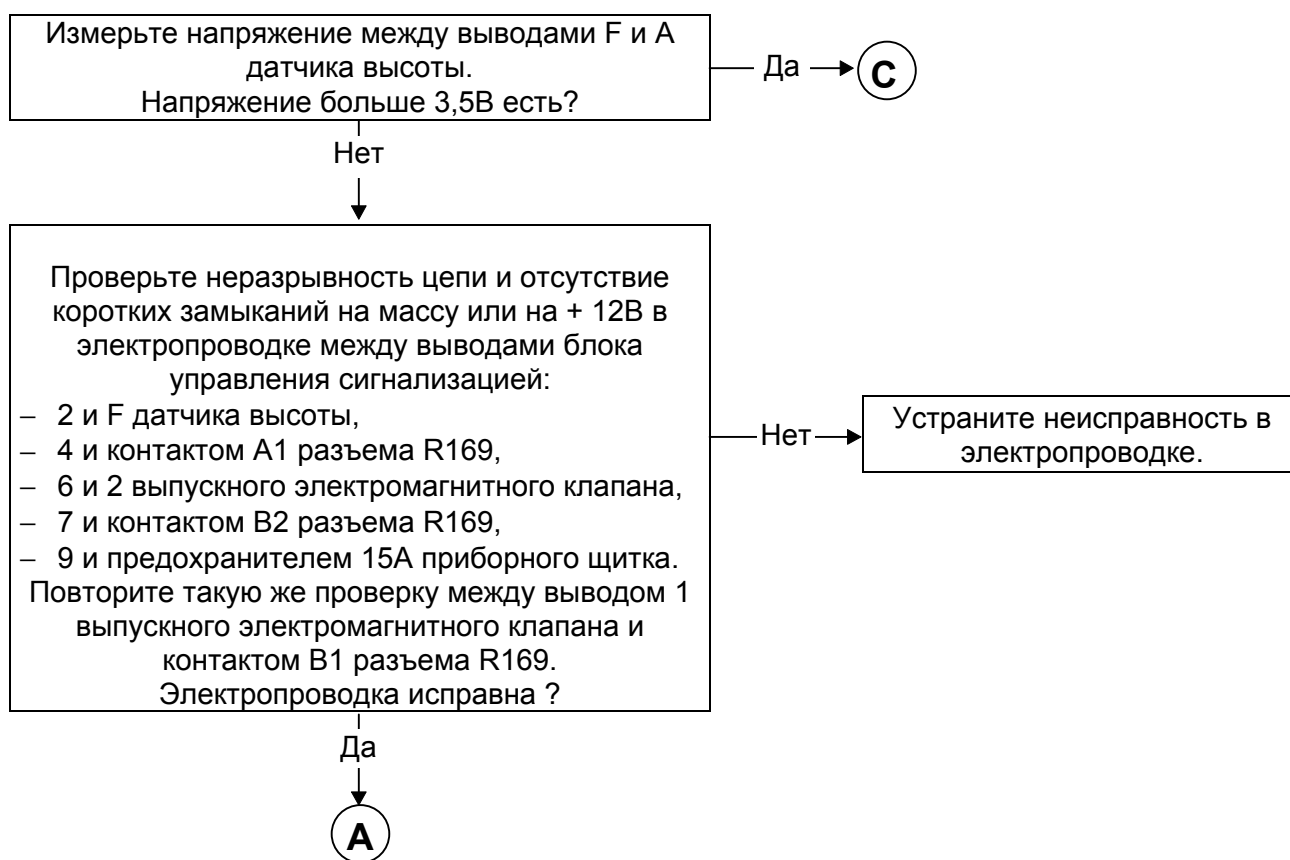 Измерьте напряжение между выводами F и A
датчика высоты.
Напряжение больше 3,5В есть?
Да
C
Нет
Проверьте неразрывность цепи и отсутствие
коротких замыканий на массу или на + 12В в
электропроводке между выводами блока
управления сигнализацией:
– 2 и F датчика высоты,
– 4 и контактом A1 разъема R169,
– 6 и 2 выпускного электромагнитного клапана,
– 7 и контактом B2 разъема R169,
– 9 и предохранителем 15А приборного щитка.
Повторите такую же проверку между выводом 1
выпускного электромагнитного клапана и
контактом B1 разъема R169.
Электропроводка исправна ?
Нет
Устраните неисправность в
электропроводке.
Да
A